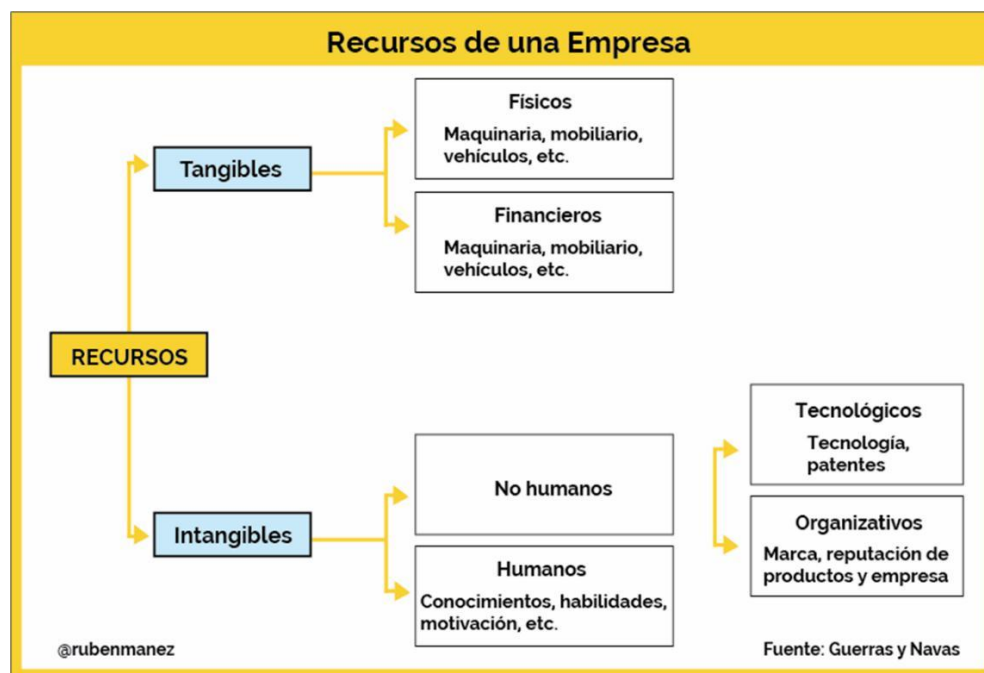 Recursos de una Empresa
Físicos
Maquinaria, mobiliario,
vehículos, etc.
Tangibles
Financieros
Maquinaria, mobiliario,
vehículos, etc.
RECURSOS
Tecnológicos
Tecnología,
patentes
No humanos
Intangibles
Organizativos
Marca, reputación de
productos y empresa
Humanos
Conocimientos, habilidades,
motivación, etc.
@rubenmanez
Fuente: Guerras y Navas